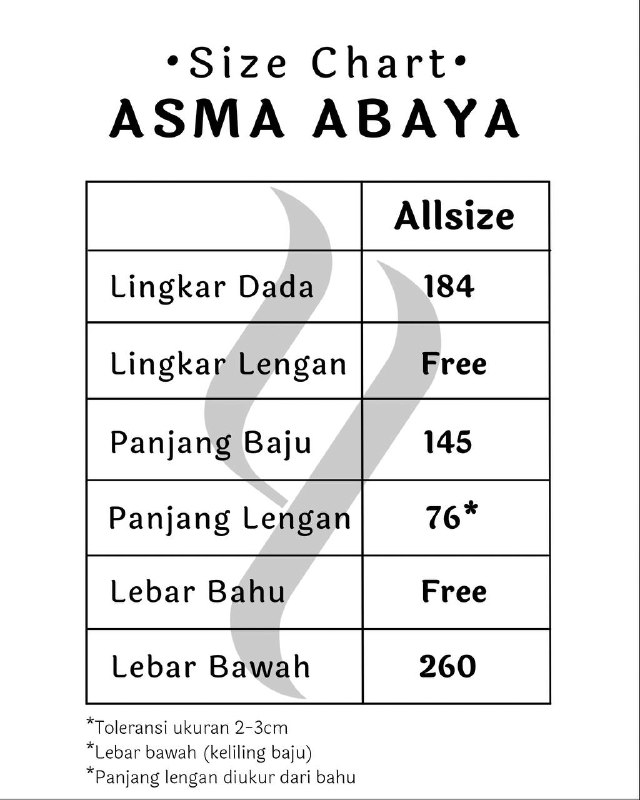 •Size Chart•
ASMA ABAYA
Allsize
Lingkar Dada 184
Lingkar Lengan Free
Panjang Baju 145
Panjang Lengan 76*
Lebar Bahu Free
Lebar Bawah 260
*Toleransi ukuran 2-3cm
*Lebar bawah (keliling baju)
*Panjang lengan diukur dari bahu